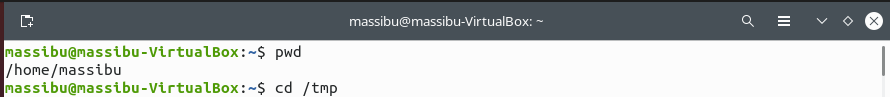 massibu@massibu-VirtualBox: ~
massibu@massibu-VirtualBox:~$ pwd
/home/massibu
massibu@massibu-VirtualBox:~$ cd /tmp